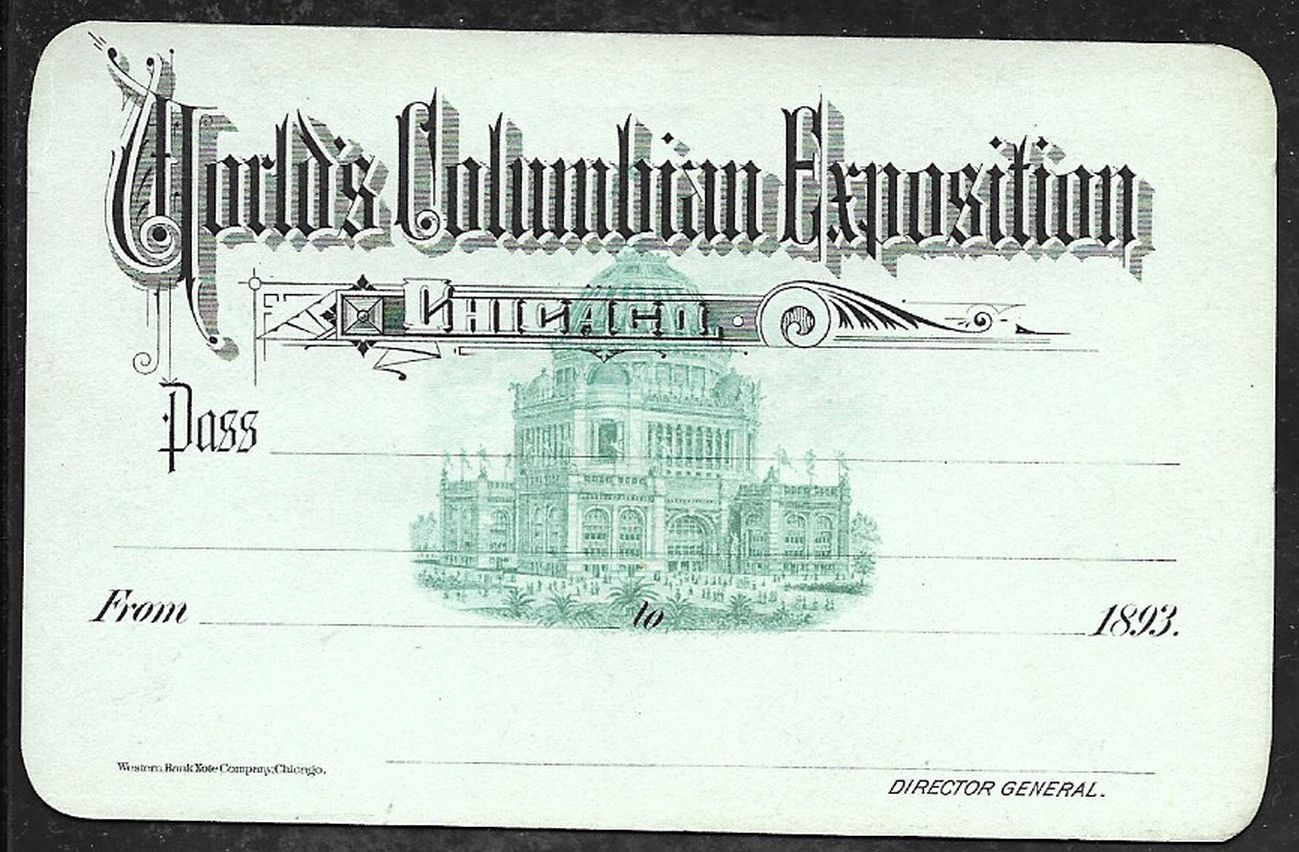 World's Columbian Exposition
CHICAGO.
Pass
From to 1893.
Western Bank Note Company, Chicago.
DIRECTOR GENERAL.